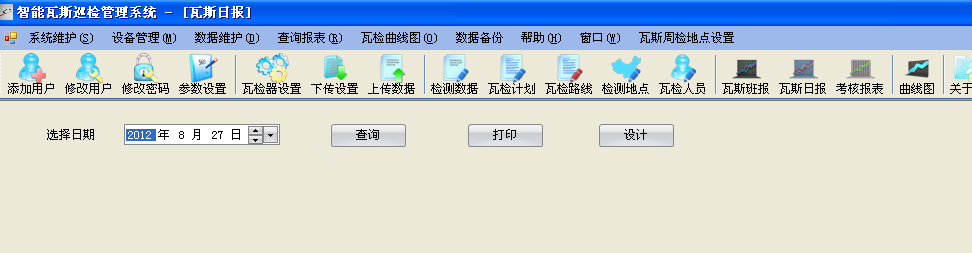 智能瓦斯巡检管理系统 - [瓦斯日报]
系统维护(S) 设备管理(M) 数据维护(D) 查询报表(R) 瓦检曲线图(O) 数据备份 帮助(H) 窗口(W) 瓦斯周检地点设置
添加用户 修改用户 修改密码 参数设置 瓦检器设置 下传设置 上传数据 检测数据 瓦检计划 瓦检路线 检测地点 瓦检人员 瓦斯班报 瓦斯日报 考核报表 曲线图 关于
选择日期 2012 年 8 月 27 日 查询 打印 设计